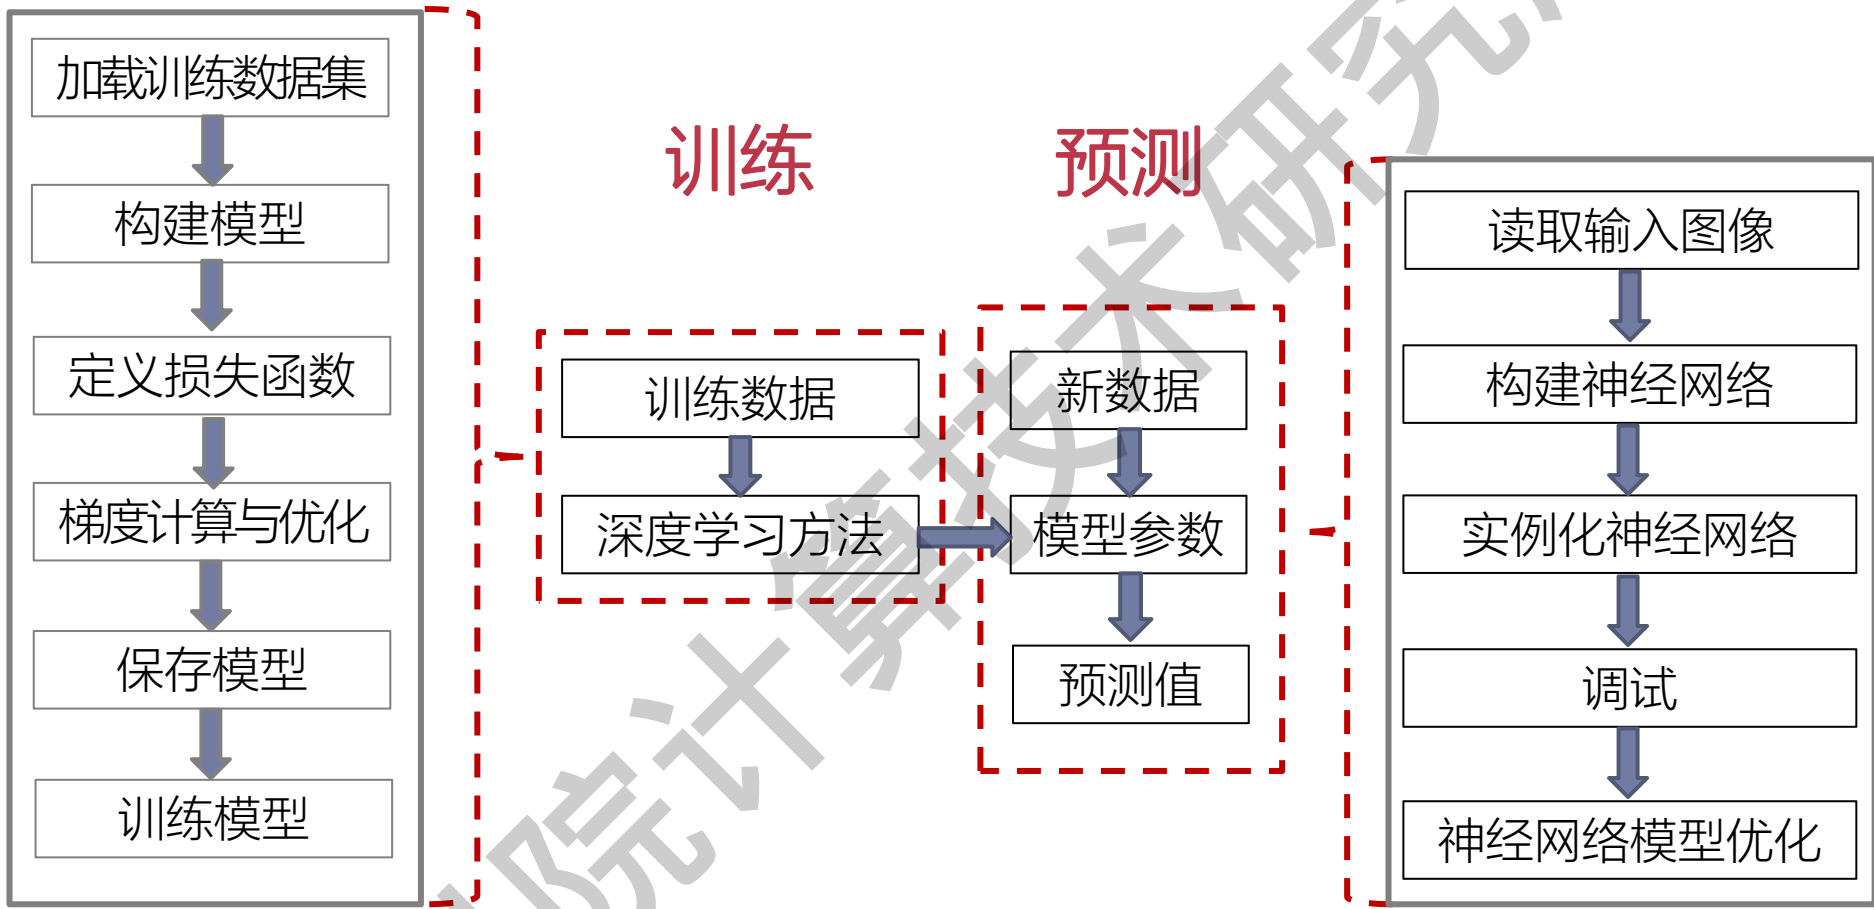 加载训练数据集
构建模型
定义损失函数
梯度计算与优化
保存模型
训练模型
训练
训练数据
深度学习方法
预测
新数据
模型参数
预测值
读取输入图像
构建神经网络
实例化神经网络
调试
神经网络模型优化
院计算技术研究